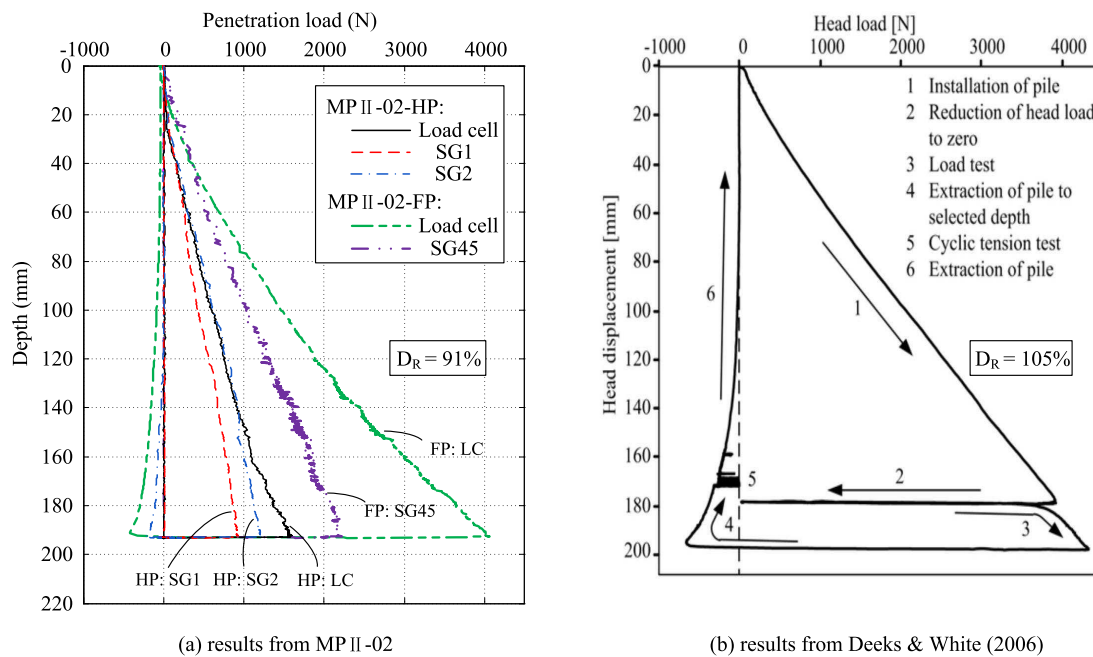 Penetration load (N)
-1000 0 1000 2000 3000 4000 5000
Depth (mm)
0
20
40
60
80
100
120
140
160
180
200
220
MPⅡ-02-HP:
Load cell
SG1
SG2
MPⅡ-02-FP:
Load cell
SG45
D_R = 91%
FP: LC
FP: SG45
HP: SG1
HP: SG2
HP: LC
(a) results from MPⅡ-02
Head load [N]
-1000 0 1000 2000 3000 4000
Head displacement [mm]
0
20
40
60
80
100
120
140
160
180
200
1 Installation of pile
2 Reduction of head load
to zero
3 Load test
4 Extraction of pile to
selected depth
5 Cyclic tension test
6 Extraction of pile
6
1
D_R = 105%
5
2
4
3
(b) results from Deeks & White (2006)